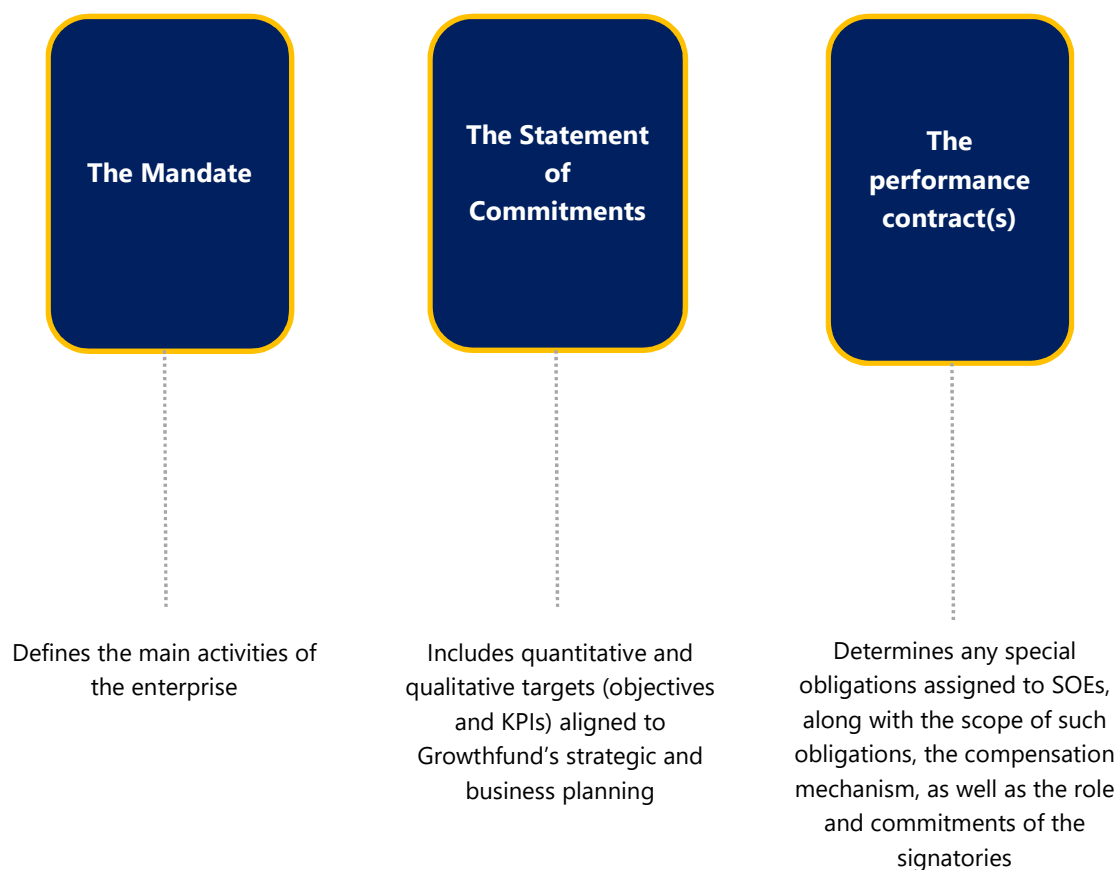 The Mandate
The Statement
of
Commitments
The
performance
contract(s)
Defines the main activities of
the enterprise
Includes quantitative and
qualitative targets (objectives
and KPIs) aligned to
Growthfund’s strategic and
business planning
Determines any special
obligations assigned to SOEs,
along with the scope of such
obligations, the compensation
mechanism, as well as the role
and commitments of the
signatories